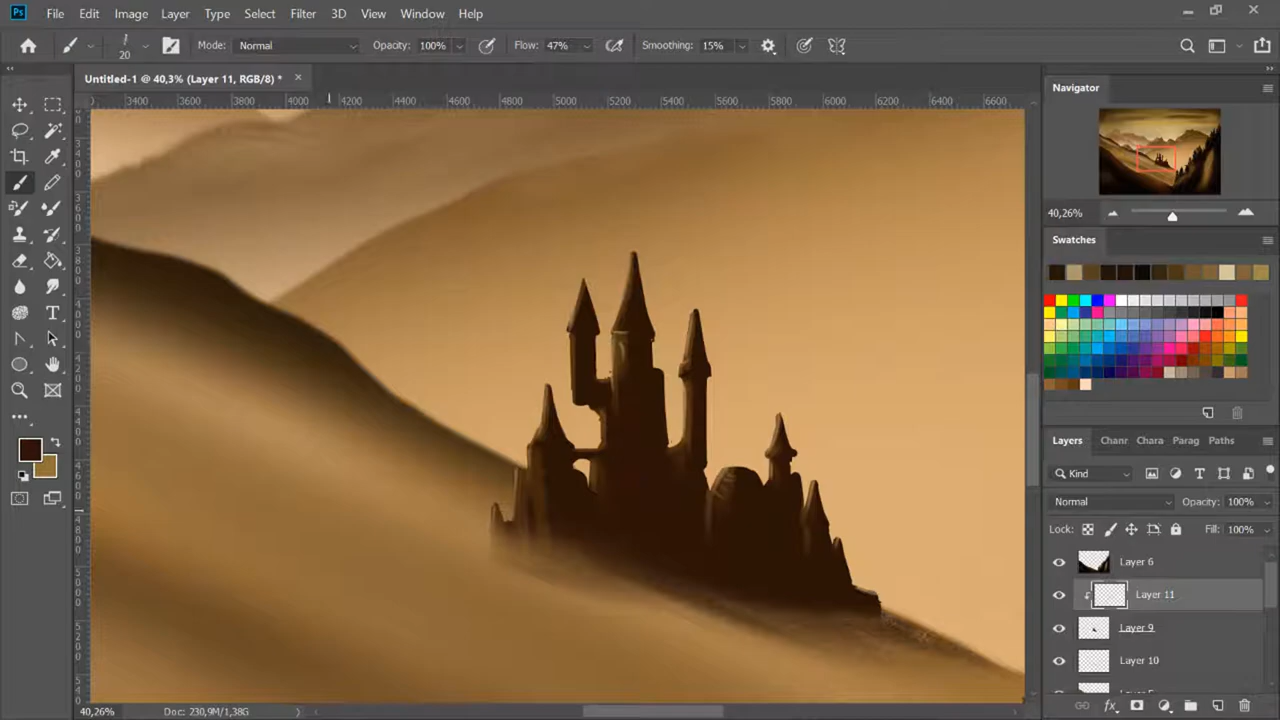 Ps File Edit Image Layer Type Select Filter 3D View Window Help
20 Mode: Normal Opacity: 100% Flow: 47% Smoothing: 15%
Untitled-1 @ 40,3% (Layer 11, RGB/8) *
3400 3600 3800 4000 4200 4400 4600 4800 5000 5200 5400 5600 5800 6000 6200 6400 6600
Navigator
40,26%
Swatches
Layers Chanr Chara Parag Paths
Kind
Normal Opacity: 100%
Lock: Fill: 100%
Layer 6
Layer 11
Layer 9
Layer 10
40,26% Doc: 230,9M/1,38G